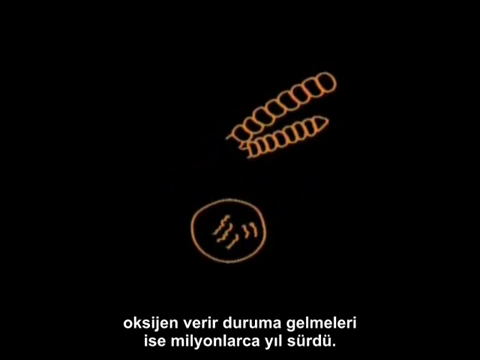 oksijen verir duruma gelmeleri
ise milyonlarca yıl sürdü.